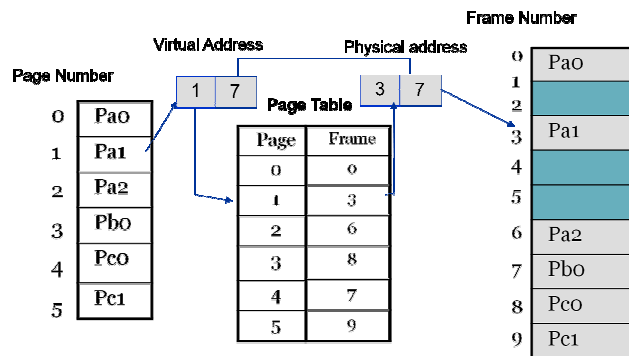 Frame Number
Virtual Address
Physical address
Page Number
1 7
3 7
Page Table
0 Pa0
1 Pa1
2 Pa2
3 Pb0
4 Pc0
5 Pc1
Page Frame
0 0
1 3
2 6
3 8
4 7
5 9
0 Pa0
1
2
3 Pa1
4
5
6 Pa2
7 Pb0
8 Pc0
9 Pc1